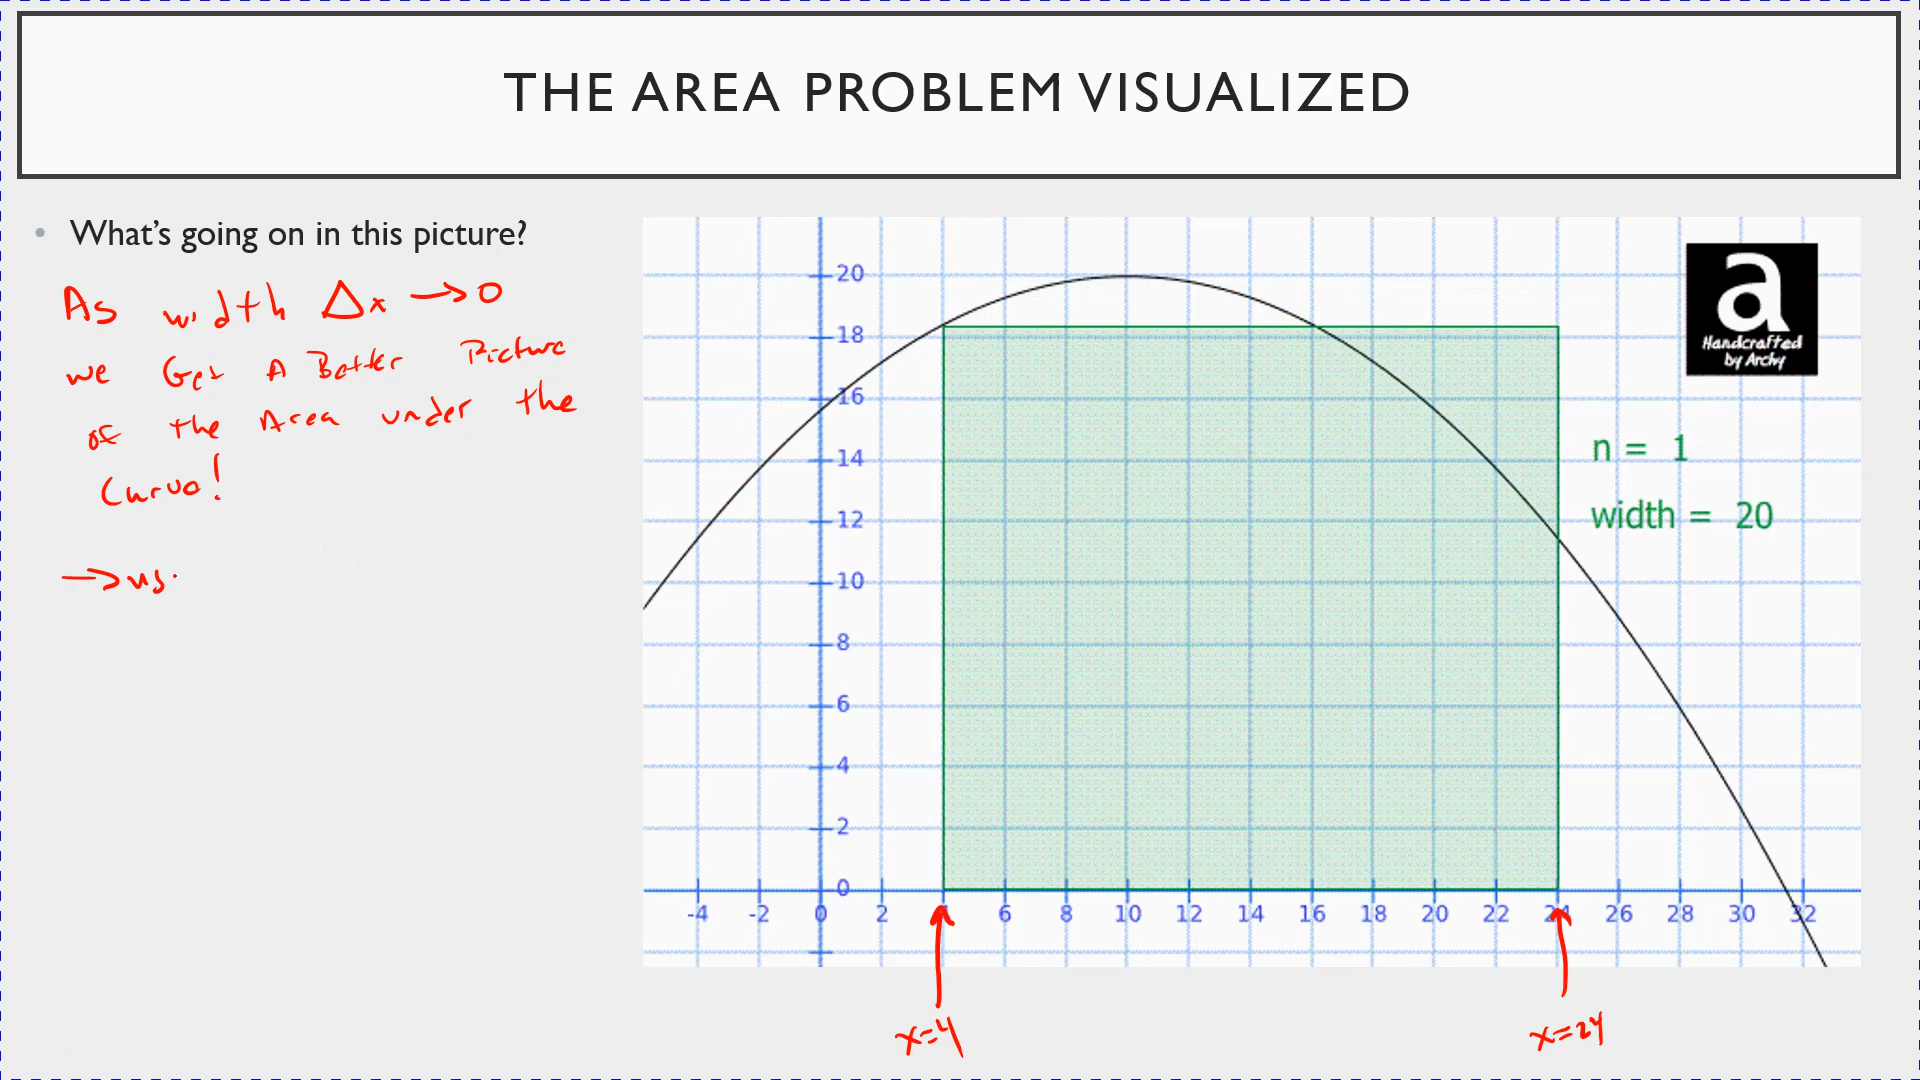 THE AREA PROBLEM VISUALIZED
• What's going on in this picture?
As width Δx → 0
we Get A Better Picture
of the Area under the
Curve!
→ us
20
18
16
14
12
10
8
6
4
2
0
-4 -2 0 2 4 6 8 10 12 14 16 18 20 22 24 26 28 30 32
a
Handcrafted
by Archy
n = 1
width = 20
x=4
x=24